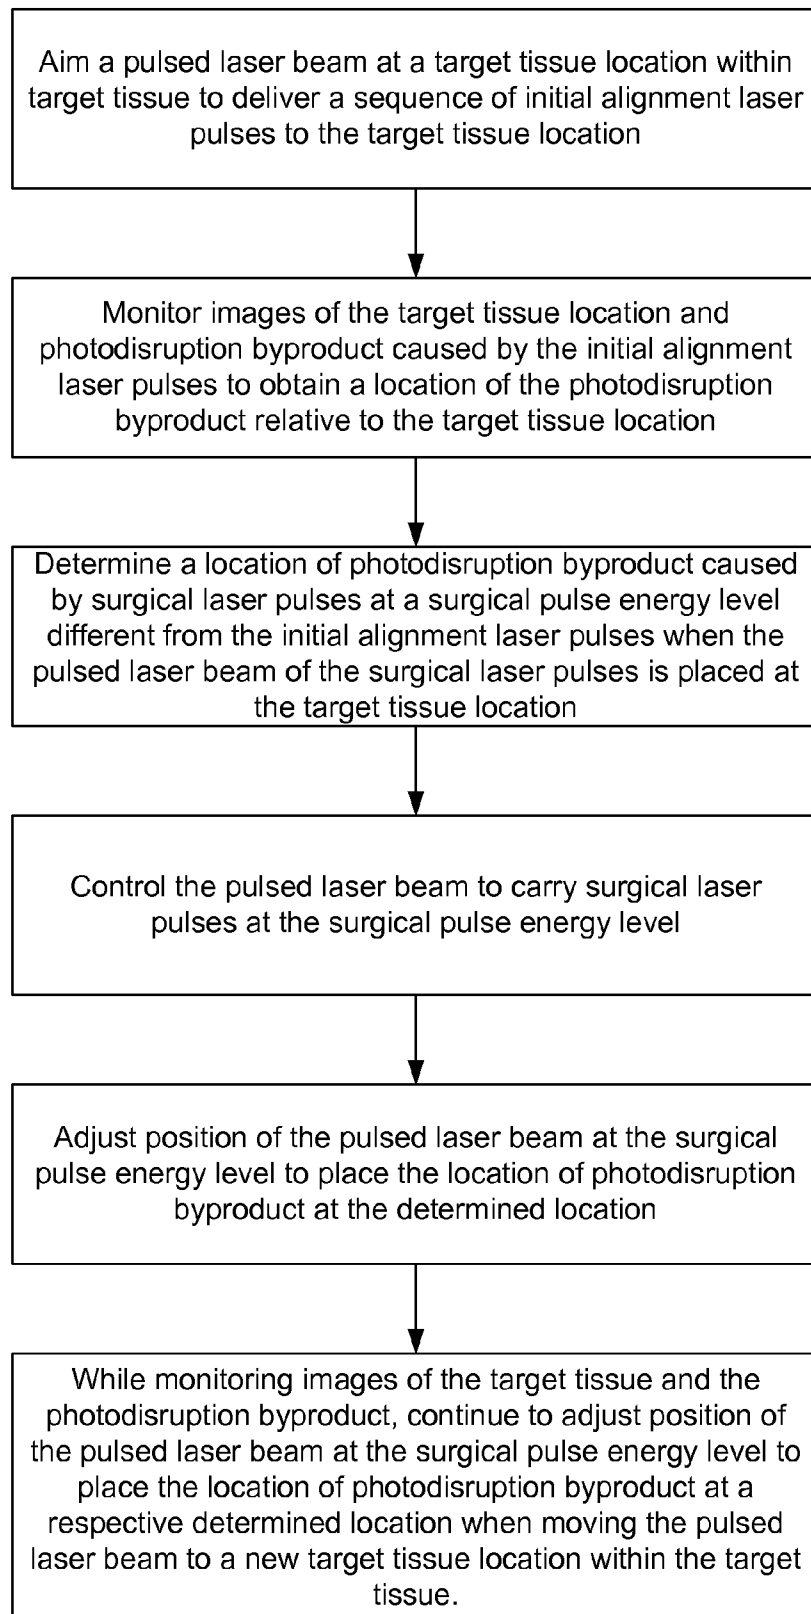 Aim a pulsed laser beam at a target tissue location within
target tissue to deliver a sequence of initial alignment laser
pulses to the target tissue location
Monitor images of the target tissue location and
photodisruption byproduct caused by the initial alignment
laser pulses to obtain a location of the photodisruption
byproduct relative to the target tissue location
Determine a location of photodisruption byproduct caused
by surgical laser pulses at a surgical pulse energy level
different from the initial alignment laser pulses when the
pulsed laser beam of the surgical laser pulses is placed at
the target tissue location
Control the pulsed laser beam to carry surgical laser
pulses at the surgical pulse energy level
Adjust position of the pulsed laser beam at the surgical
pulse energy level to place the location of photodisruption
byproduct at the determined location
While monitoring images of the target tissue and the
photodisruption byproduct, continue to adjust position of
the pulsed laser beam at the surgical pulse energy level to
place the location of photodisruption byproduct at a
respective determined location when moving the pulsed
laser beam to a new target tissue location within the target
tissue.